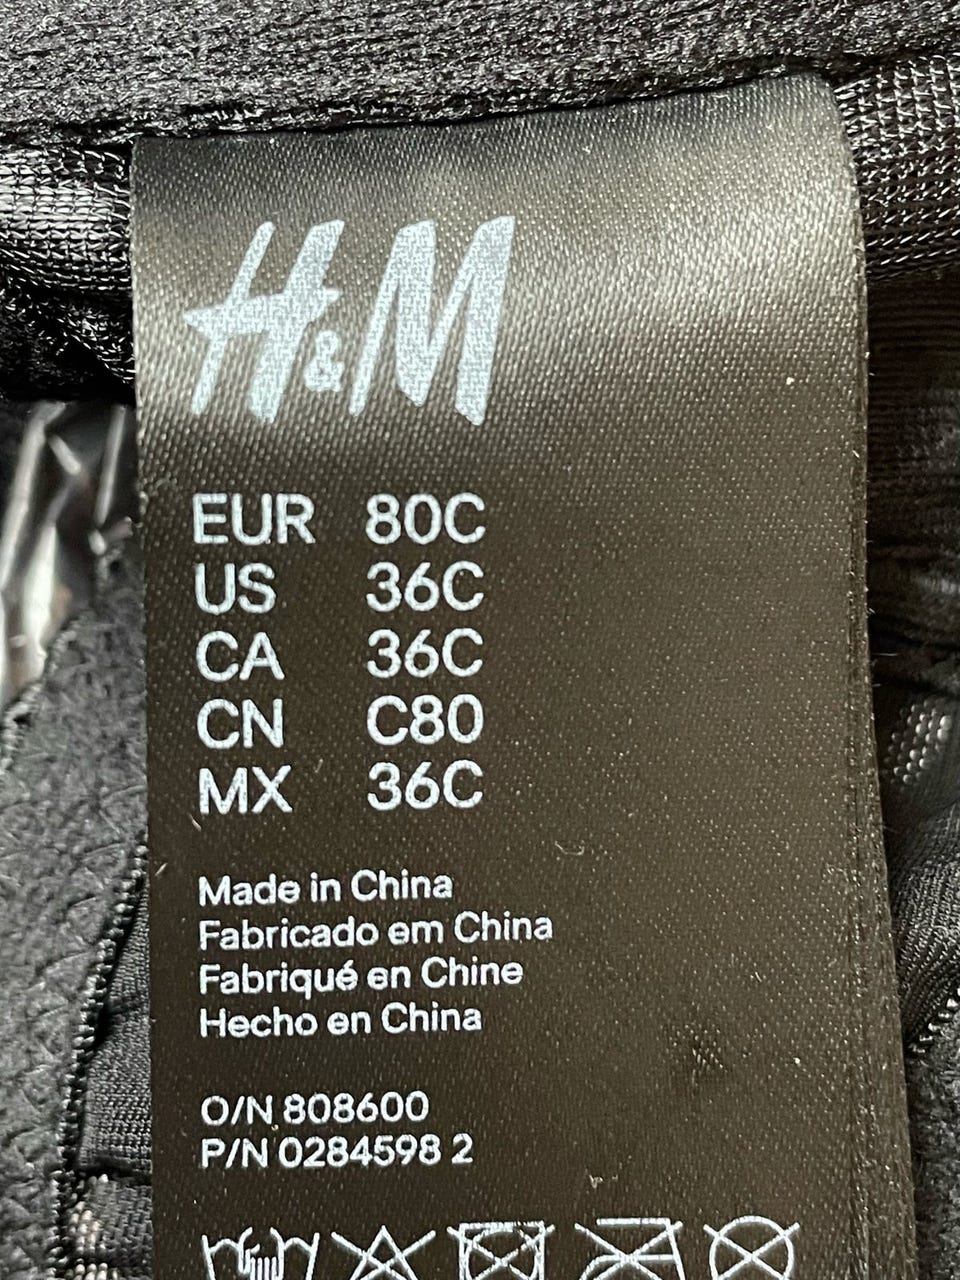 H&M
EUR 80C
US 36C
CA 36C
CN C80
MX 36C
Made in China
Fabricado em China
Fabriqué en Chine
Hecho en China
O/N 808600
P/N 0284598 2